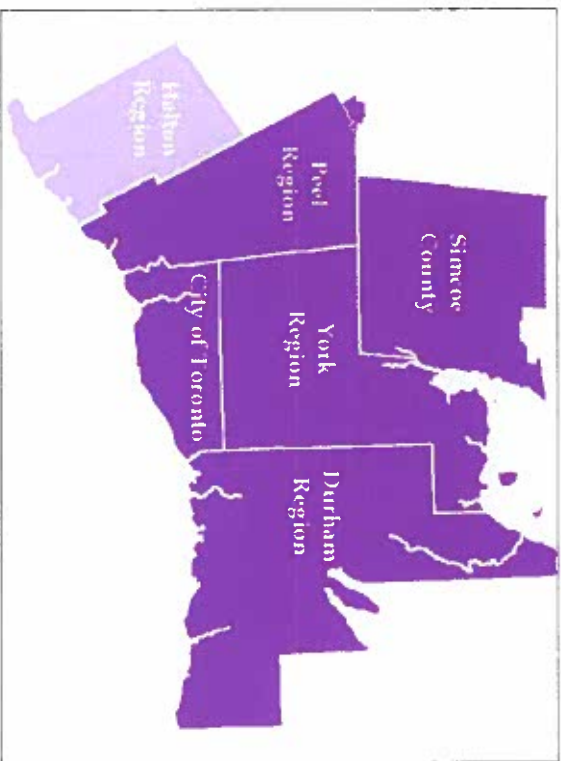 Simcoe
County
Peel
Region
York
Region
Durham
Region
Halton
Region
City of Toronto